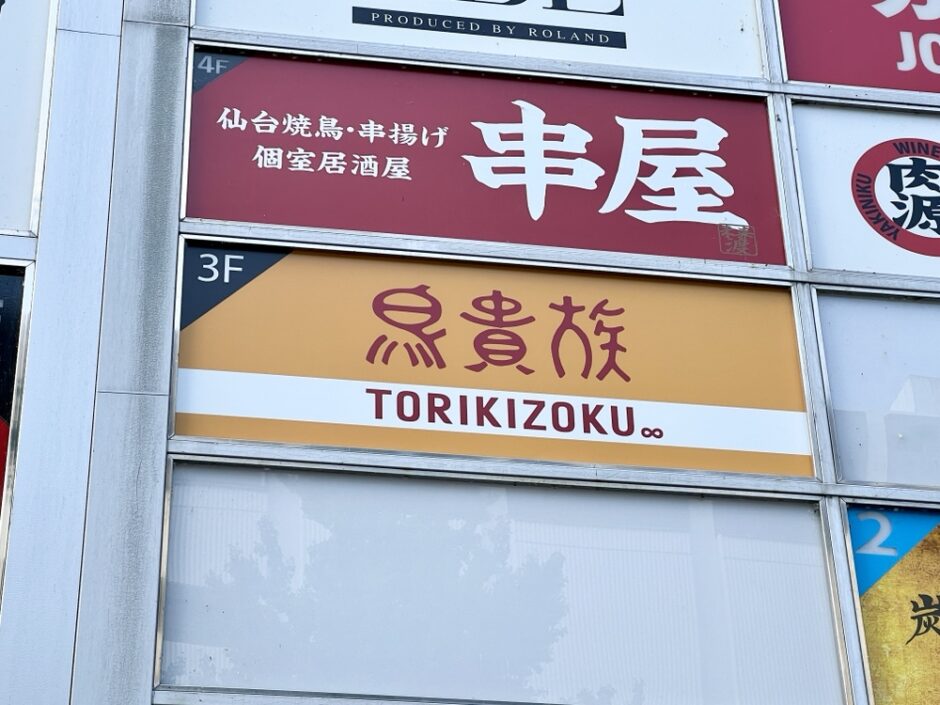 PRODUCED BY ROLAND
4F
仙台焼鳥・串揚げ
個室居酒屋
串屋
JO
WINE
肉源
YAKINIKU
3F
鳥貴族
TORIKIZOKU∞
2
炭